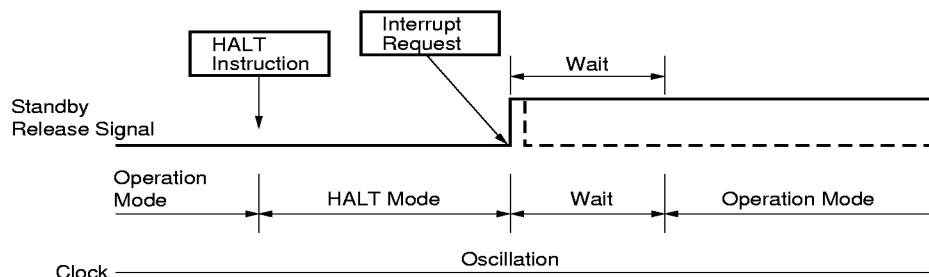 HALT
Instruction
Interrupt
Request
Wait
Standby
Release Signal
Operation
Mode
HALT Mode
Wait
Operation Mode
Oscillation
Clock